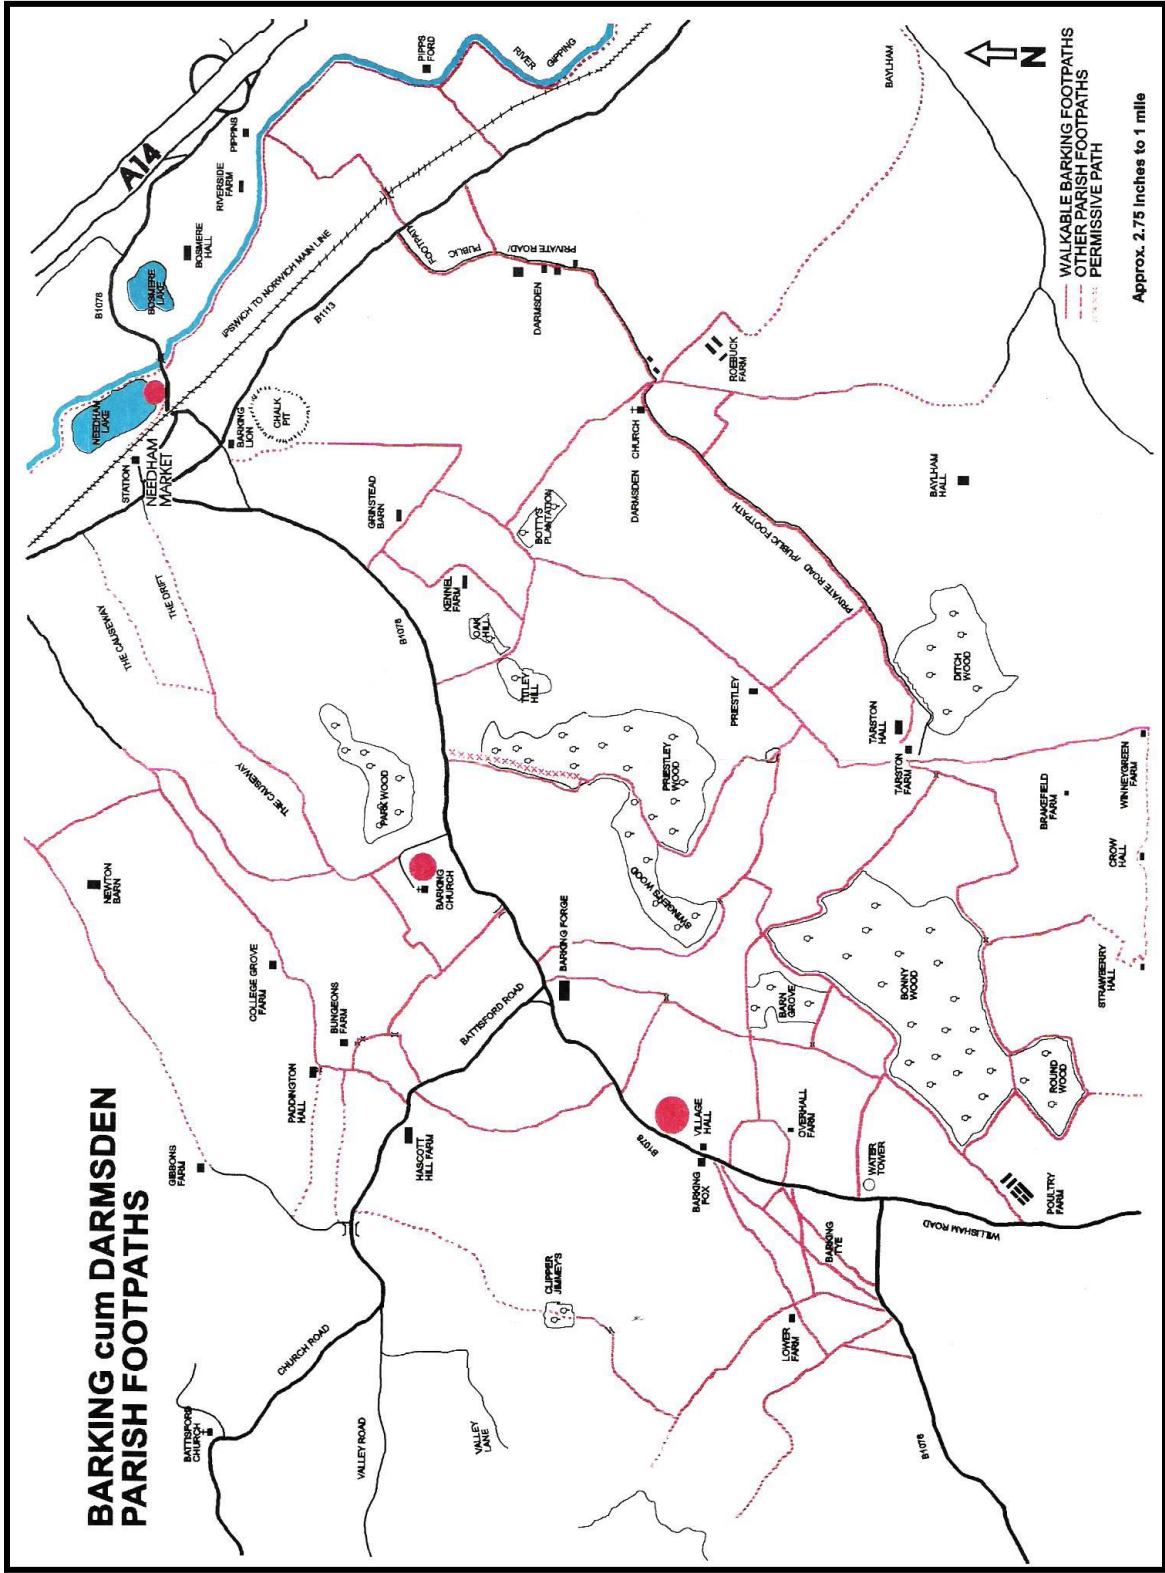 BARKING cum DARMSDEN
PARISH FOOTPATHS
BATTISFORD
CHURCH
CHURCH ROAD
VALLEY ROAD
VALLEY
LANE
GIBBONS
FARM
PADDINGTON
HALL
HASCOTT
HILL FARM
CLIPPER
JIMMEY'S
COLLEGE GROVE
FARM
BUNGEONS
FARM
NEWTON
BARN
BATTISFORD ROAD
BARKING FORGE
BARKING
CHURCH
PARK WOOD
THE CAUSEWAY
THE CAUSEWAY
THE DRIFT
STATION
NEEDHAM
MARKET
NEEDHAM
LAKE
BARKING
LION
CHALK
PIT
B1078
BOSMERE
LAKE
BOSMERE
HALL
RIVERSIDE
FARM
PIPPINS
A14
PIPPS
FORD
RIVER
GIPPING
IPSWICH TO NORWICH MAIN LINE
B1113
FOOTPATH
PUBLIC
PRIVATE ROAD/
DARMSDEN
GRINSTEAD
BARN
KENNEL
FARM
OAK
HILL
TITLEY
HILL
BOTTYS
PLANTATION
B1078
DARMSDEN
CHURCH
ROEBUCK
FARM
BAYLHAM
BAYLHAM
HALL
PRIVATE ROAD /PUBLIC FOOTPATH
DITCH
WOOD
PRIESTLEY
PRIESTLEY
WOOD
SWINGEN'S WOOD
TARSTON
HALL
TARSTON
FARM
BRAKEFIELD
FARM
WINNEYGREEN
FARM
CROW
HALL
STRAWBERRY
HALL
BONNY
WOOD
BARN
GROVE
ROUND
WOOD
B1078
VILLAGE
HALL
BARKING
FOX
OVERHALL
FARM
WATER
TOWER
POULTRY
FARM
WILLISHAM ROAD
BARKING
TYE
LOWER
FARM
B1078
N
WALKABLE BARKING FOOTPATHS
OTHER PARISH FOOTPATHS
PERMISSIVE PATH
Approx. 2.75 inches to 1 mile